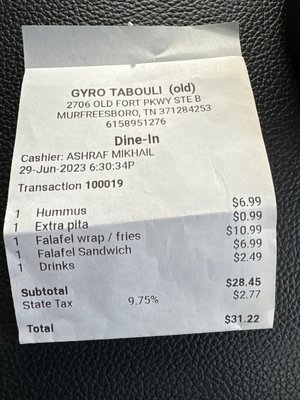 GYRO TABOULI (old)
2706 OLD FORT PKWY STE B
MURFREESBORO, TN 371284253
6158951276
Dine-In
Cashier: ASHRAF MIKHAIL
29-Jun-2023 6:30:34P
Transaction 100019
1 Hummus $6.99
1 Extra pita $0.99
1 Falafel wrap / fries $10.99
1 Falafel Sandwich $6.99
1 Drinks $2.49
Subtotal $28.45
State Tax 9.75% $2.77
Total $31.22